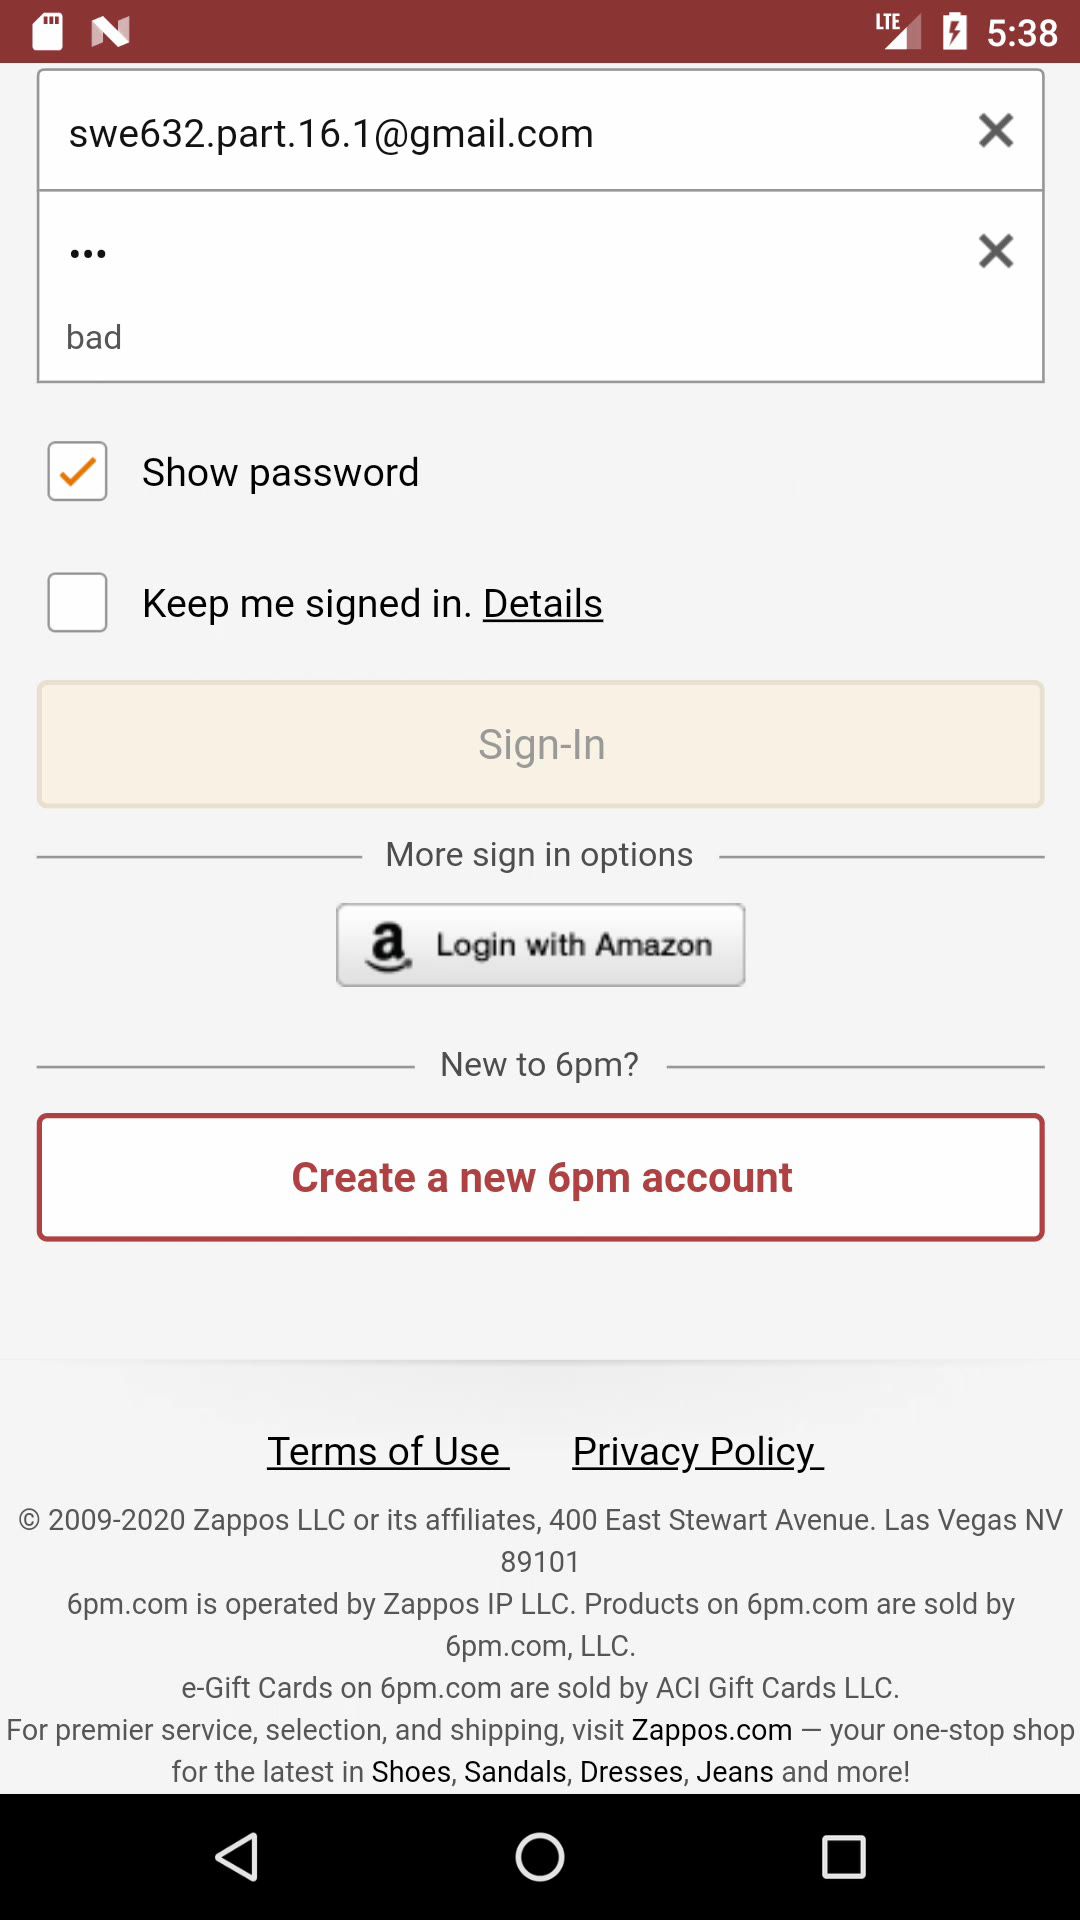 LTE 5:38
swe632.part.16.1@gmail.com
•••
bad
Show password
Keep me signed in. Details
Sign-In
More sign in options
a Login with Amazon
New to 6pm?
Create a new 6pm account
Terms of Use Privacy Policy
© 2009-2020 Zappos LLC or its affiliates, 400 East Stewart Avenue. Las Vegas NV
89101
6pm.com is operated by Zappos IP LLC. Products on 6pm.com are sold by
6pm.com, LLC.
e-Gift Cards on 6pm.com are sold by ACI Gift Cards LLC.
For premier service, selection, and shipping, visit Zappos.com — your one-stop shop
for the latest in Shoes, Sandals, Dresses, Jeans and more!